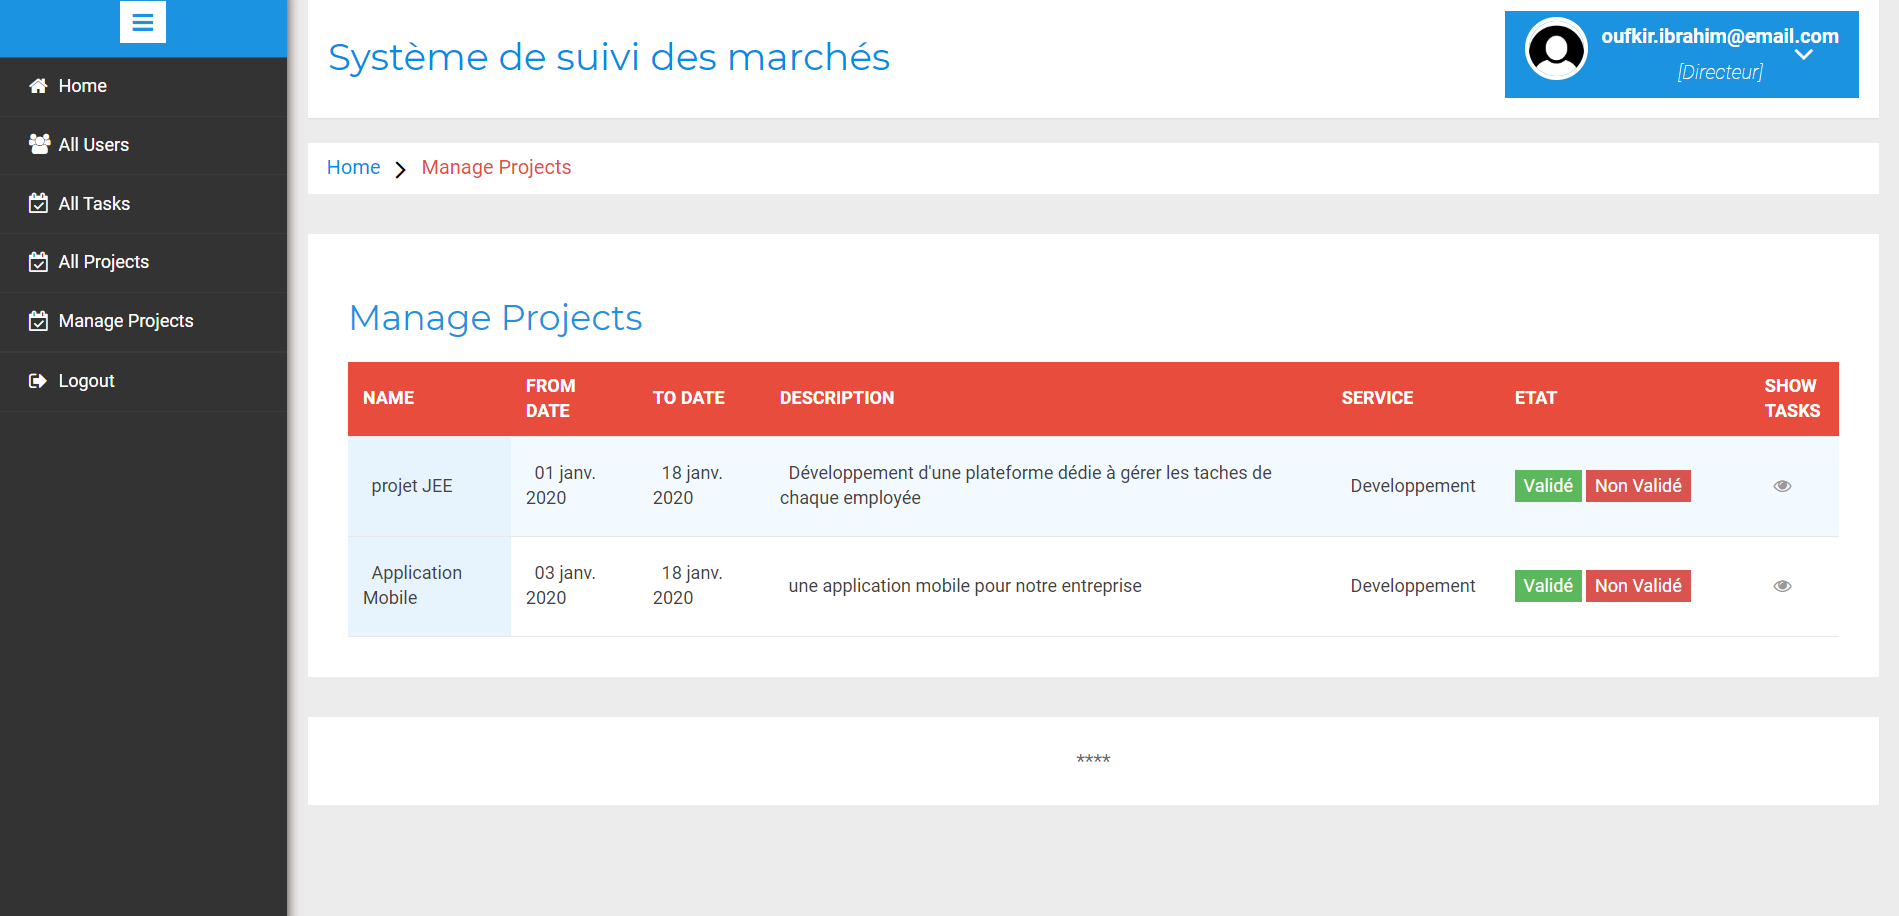 Home
All Users
All Tasks
All Projects
Manage Projects
Logout
Système de suivi des marchés
oufkir.ibrahim@email.com
[Directeur]
Home Manage Projects
Manage Projects
NAME FROM DATE TO DATE DESCRIPTION SERVICE ETAT SHOW TASKS
projet JEE 01 janv. 2020 18 janv. 2020 Développement d'une plateforme dédie à gérer les taches de chaque employée Developpement Validé Non Validé
Application Mobile 03 janv. 2020 18 janv. 2020 une application mobile pour notre entreprise Developpement Validé Non Validé
****